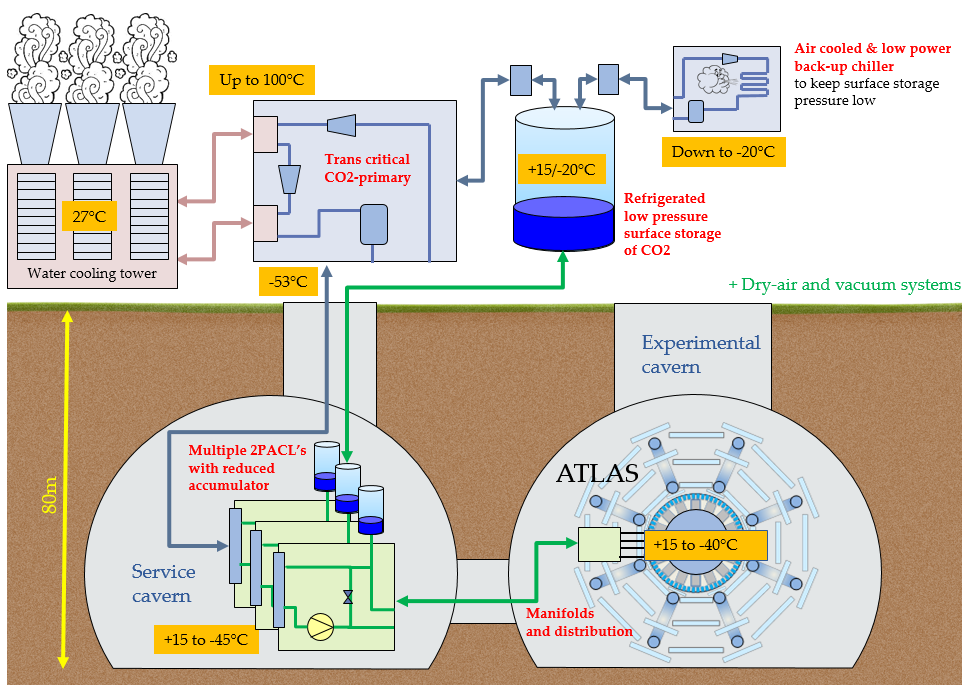 Air cooled & low power
back-up chiller
to keep surface storage
pressure low
Up to 100°C
Trans critical
CO2-primary
Down to -20°C
+15/-20°C
27°C
Refrigerated
low pressure
surface storage
of CO2
Water cooling tower
-53°C
+ Dry-air and vacuum systems
Experimental
cavern
Multiple 2PACL's
with reduced
accumulator
ATLAS
80m
+15 to -40°C
Service
cavern
Manifolds
and distribution
+15 to -45°C